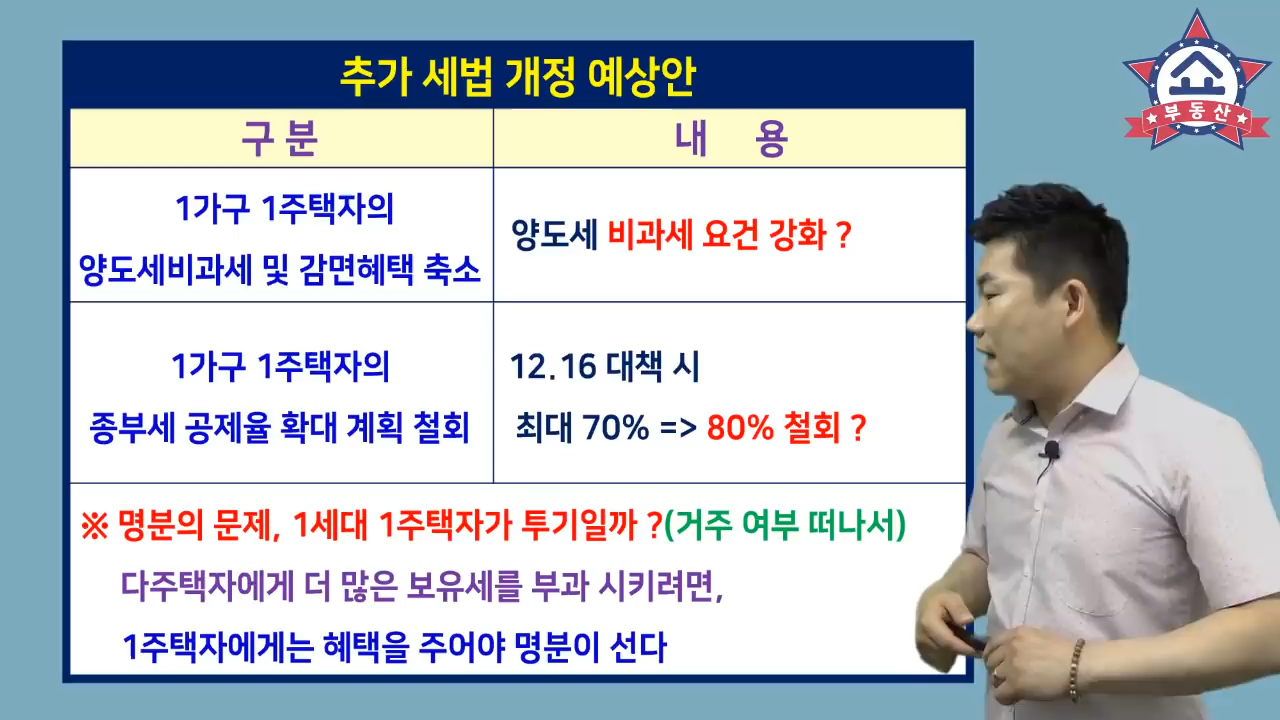 추가 세법 개정 예상안
구 분
내 용
1가구 1주택자의
양도세비과세 및 감면혜택 축소
양도세 비과세 요건 강화 ?
1가구 1주택자의
종부세 공제율 확대 계획 철회
12.16 대책 시
최대 70% => 80% 철회 ?
※ 명분의 문제, 1세대 1주택자가 투기일까 ?(거주 여부 떠나서)
다주택자에게 더 많은 보유세를 부과 시키려면,
1주택자에게는 혜택을 주어야 명분이 선다
쇼
부동산